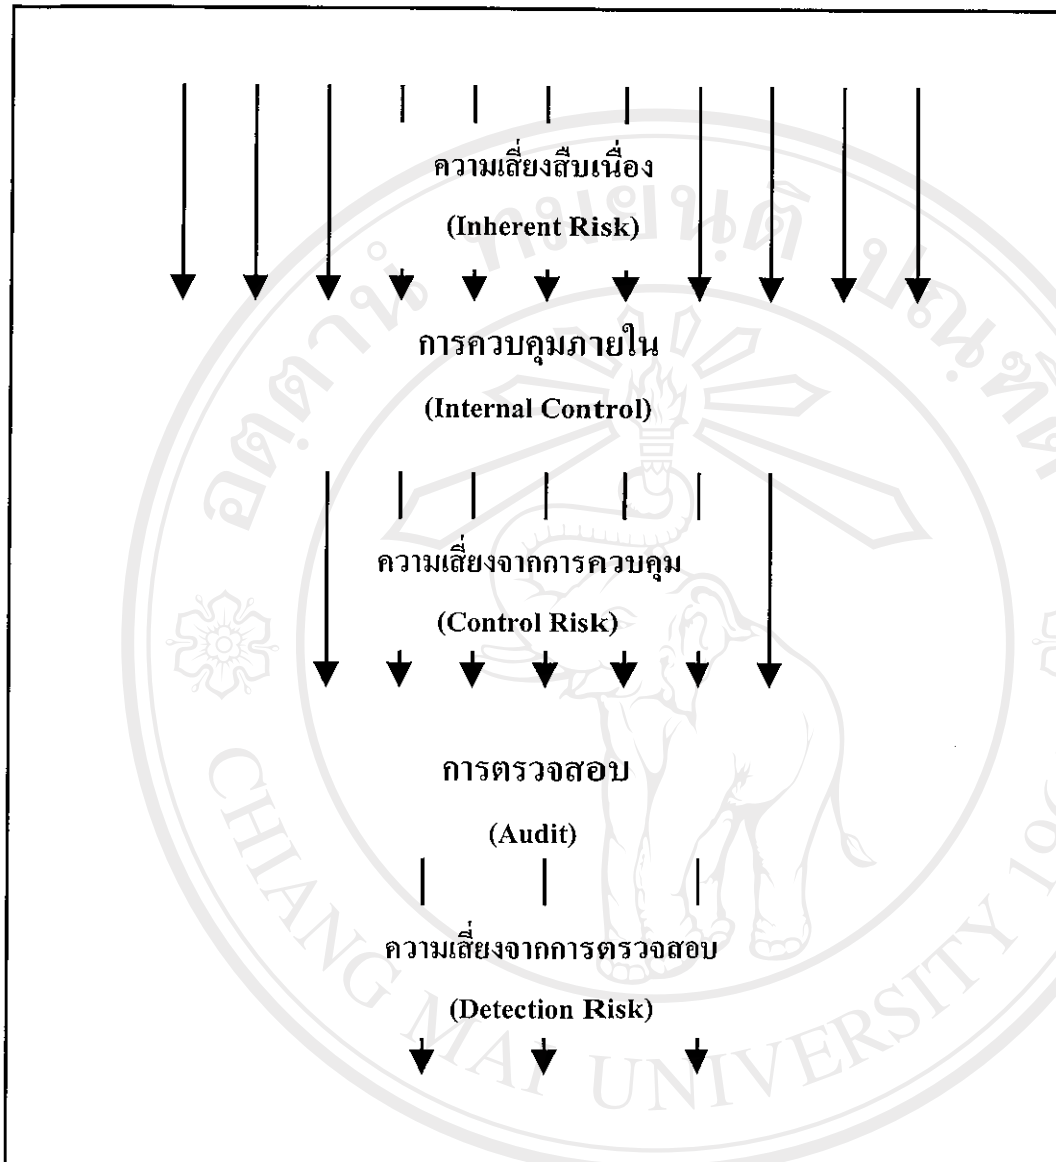 ความเสี่ยงสืบเนื่อง
(Inherent Risk)
การควบคุมภายใน
(Internal Control)
ความเสี่ยงจากการควบคุม
(Control Risk)
การตรวจสอบ
(Audit)
ความเสี่ยงจากการตรวจสอบ
(Detection Risk)
CHIANG MAI UNIVERSITY